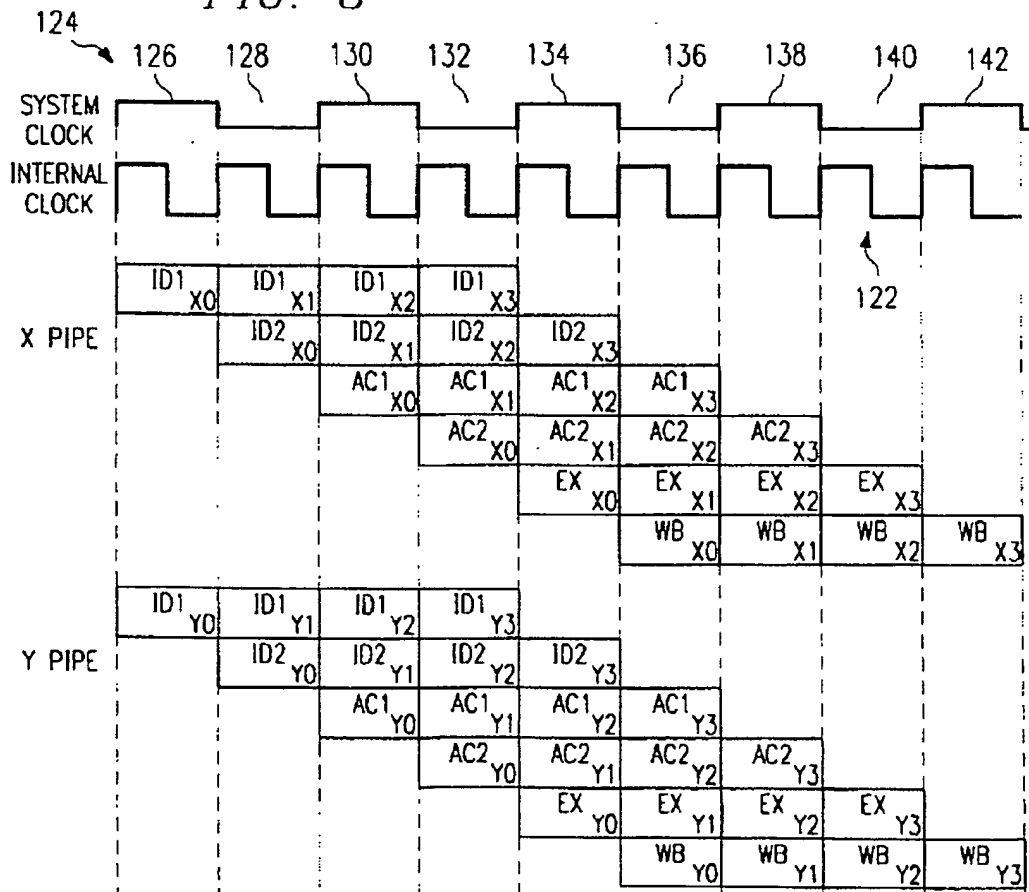 FIG. 8
124
126 128 130 132 134 136 138 140 142
SYSTEM
CLOCK
INTERNAL
CLOCK
122
ID1 X0 ID1 X1 ID1 X2 ID1 X3
X PIPE
ID2 X0 ID2 X1 ID2 X2 ID2 X3
AC1 X0 AC1 X1 AC1 X2 AC1 X3
AC2 X0 AC2 X1 AC2 X2 AC2 X3
EX X0 EX X1 EX X2 EX X3
WB X0 WB X1 WB X2 WB X3
ID1 Y0 ID1 Y1 ID1 Y2 ID1 Y3
Y PIPE
ID2 Y0 ID2 Y1 ID2 Y2 ID2 Y3
AC1 Y0 AC1 Y1 AC1 Y2 AC1 Y3
AC2 Y0 AC2 Y1 AC2 Y2 AC2 Y3
EX Y0 EX Y1 EX Y2 EX Y3
WB Y0 WB Y1 WB Y2 WB Y3